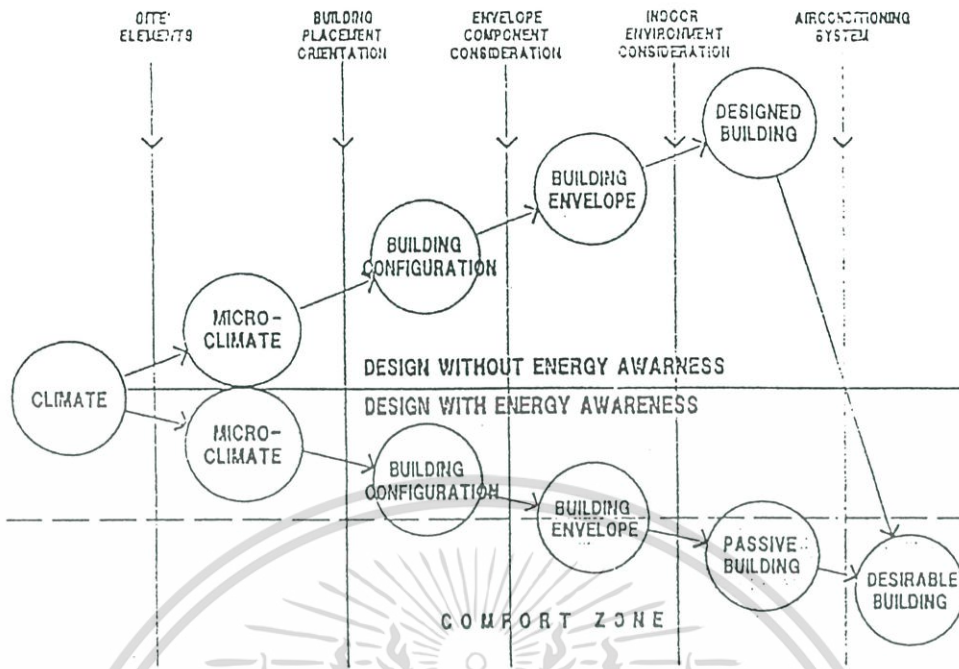 SITE
ELEMENTS
BUILDING
PLACEMENT
ORIENTATION
ENVELOPE
COMPONENT
CONSIDERATION
INDOOR
ENVIRONMENT
CONSIDERATION
AIRCONDITIONING
SYSTEM
DESIGNED
BUILDING
BUILDING
ENVELOPE
BUILDING
CONFIGURATION
MICRO-
CLIMATE
DESIGN WITHOUT ENERGY AWARNESS
CLIMATE
DESIGN WITH ENERGY AWARENESS
MICRO-
CLIMATE
BUILDING
CONFIGURATION
BUILDING
ENVELOPE
PASSIVE
BUILDING
DESIRABLE
BUILDING
COMFORT ZONE